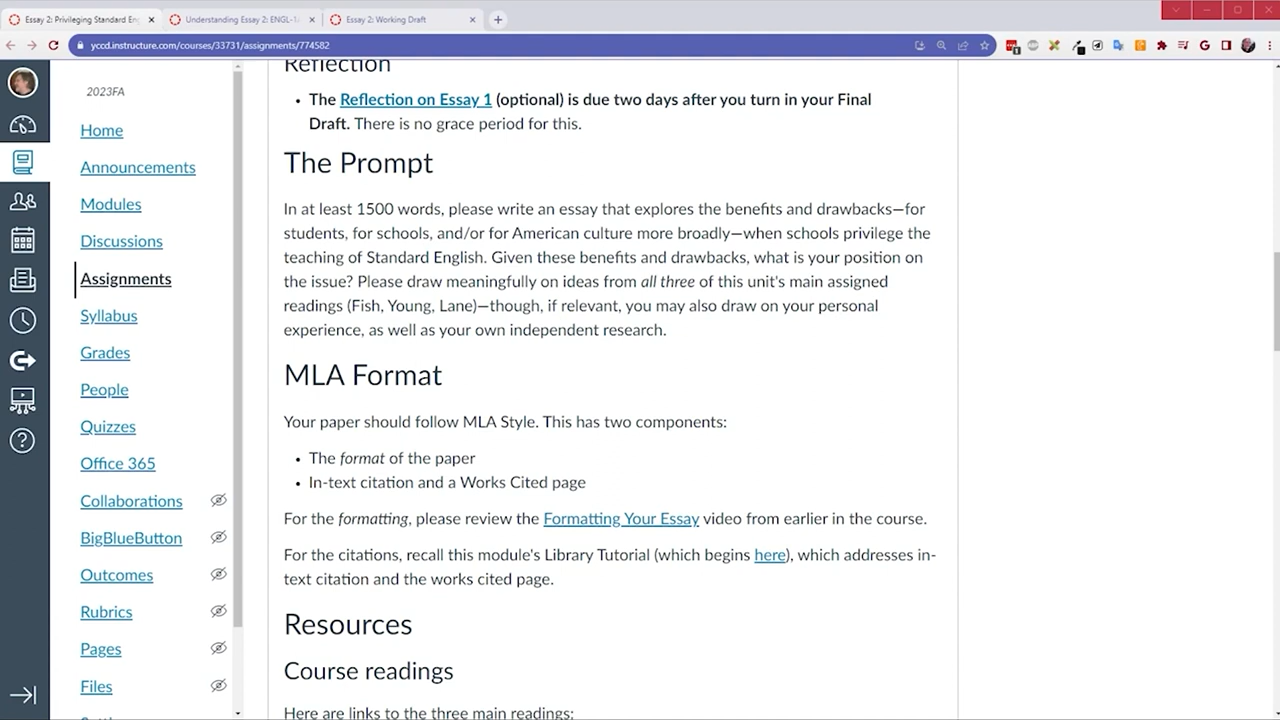 Essay 2: Privileging Standard En
Understanding Essay 2: ENGL-1A
Essay 2: Working Draft
yccd.instructure.com/courses/33731/assignments/774582
2023FA
Home
Announcements
Modules
Discussions
Assignments
Syllabus
Grades
People
Quizzes
Office 365
Collaborations
BigBlueButton
Outcomes
Rubrics
Pages
Files
Reflection
• The Reflection on Essay 1 (optional) is due two days after you turn in your Final
Draft. There is no grace period for this.
The Prompt
In at least 1500 words, please write an essay that explores the benefits and drawbacks—for
students, for schools, and/or for American culture more broadly—when schools privilege the
teaching of Standard English. Given these benefits and drawbacks, what is your position on
the issue? Please draw meaningfully on ideas from all three of this unit's main assigned
readings (Fish, Young, Lane)—though, if relevant, you may also draw on your personal
experience, as well as your own independent research.
MLA Format
Your paper should follow MLA Style. This has two components:
• The format of the paper
• In-text citation and a Works Cited page
For the formatting, please review the Formatting Your Essay video from earlier in the course.
For the citations, recall this module's Library Tutorial (which begins here), which addresses in-
text citation and the works cited page.
Resources
Course readings
Here are links to the three main readings: